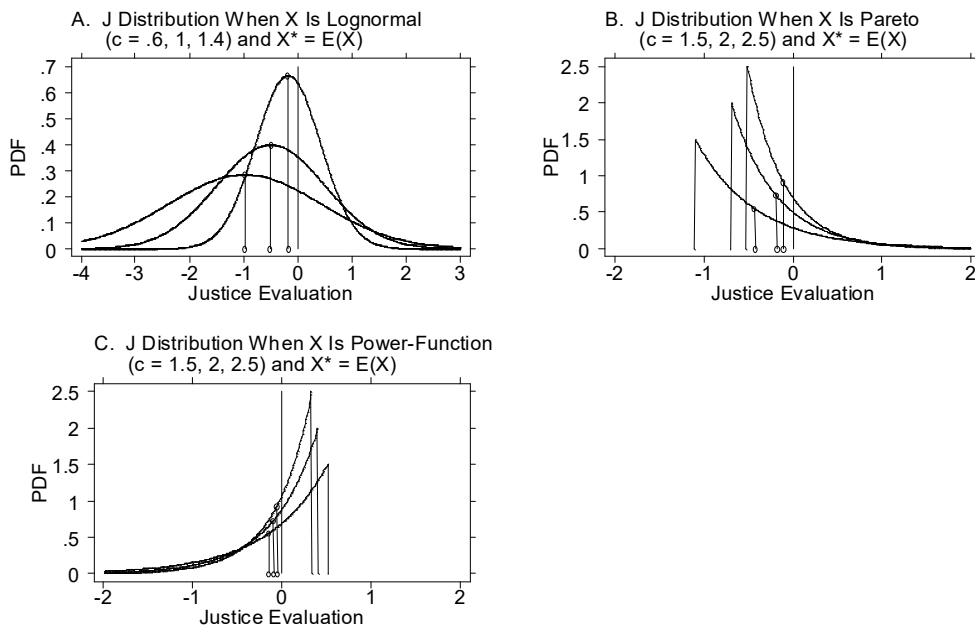 A. J Distribution When X Is Lognormal
(c = .6, 1, 1.4) and X* = E(X)
.7
.6
.5
.4
.3
.2
.1
0
PDF
-4 -3 -2 -1 0 1 2 3
Justice Evaluation
B. J Distribution When X Is Pareto
(c = 1.5, 2, 2.5) and X* = E(X)
2.5
2
1.5
1
.5
0
PDF
-2 -1 0 1 2
Justice Evaluation
C. J Distribution When X Is Power-Function
(c = 1.5, 2, 2.5) and X* = E(X)
2.5
2
1.5
1
.5
0
PDF
-2 -1 0 1 2
Justice Evaluation